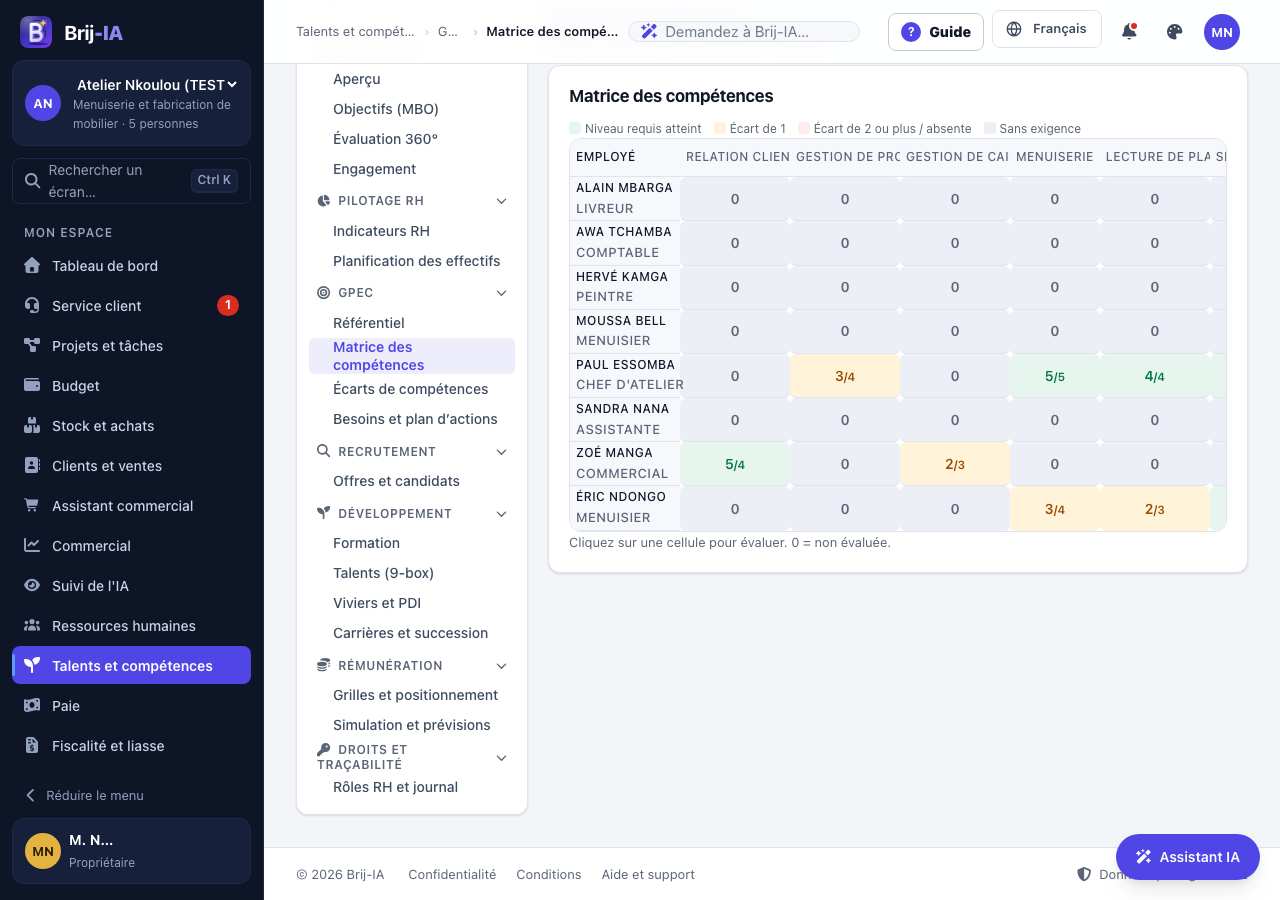 Brij-IA
AN
Atelier Nkoulou (TEST
Menuiserie et fabrication de
mobilier · 5 personnes
Rechercher un
écran...
Ctrl K
MON ESPACE
Tableau de bord
Service client
1
Projets et tâches
Budget
Stock et achats
Clients et ventes
Assistant commercial
Commercial
Suivi de l'IA
Ressources humaines
Talents et compétences
Paie
Fiscalité et liasse
Réduire le menu
MN
M. N...
Propriétaire
Talents et compét... › G... › Matrice des compé...
Demandez à Brij-IA...
? Guide
Français
MN
Aperçu
Objectifs (MBO)
Évaluation 360°
Engagement
PILOTAGE RH
Indicateurs RH
Planification des effectifs
GPEC
Référentiel
Matrice des
compétences
Écarts de compétences
Besoins et plan d'actions
RECRUTEMENT
Offres et candidats
DÉVELOPPEMENT
Formation
Talents (9-box)
Viviers et PDI
Carrières et succession
RÉMUNÉRATION
Grilles et positionnement
Simulation et prévisions
DROITS ET
TRAÇABILITÉ
Rôles RH et journal
Matrice des compétences
Niveau requis atteint Écart de 1 Écart de 2 ou plus / absente Sans exigence
EMPLOYÉ RELATION CLIEN GESTION DE PRO GESTION DE CAI MENUISERIE LECTURE DE PLA
ALAIN MBARGA
LIVREUR
0 0 0 0 0
AWA TCHAMBA
COMPTABLE
0 0 0 0 0
HERVÉ KAMGA
PEINTRE
0 0 0 0 0
MOUSSA BELL
MENUISIER
0 0 0 0 0
PAUL ESSOMBA
CHEF D'ATELIER
0 3/4 0 5/5 4/4
SANDRA NANA
ASSISTANTE
0 0 0 0 0
ZOÉ MANGA
COMMERCIAL
5/4 0 2/3 0 0
ÉRIC NDONGO
MENUISIER
0 0 0 3/4 2/3
Cliquez sur une cellule pour évaluer. 0 = non évaluée.
© 2026 Brij-IA Confidentialité Conditions Aide et support
Assistant IA